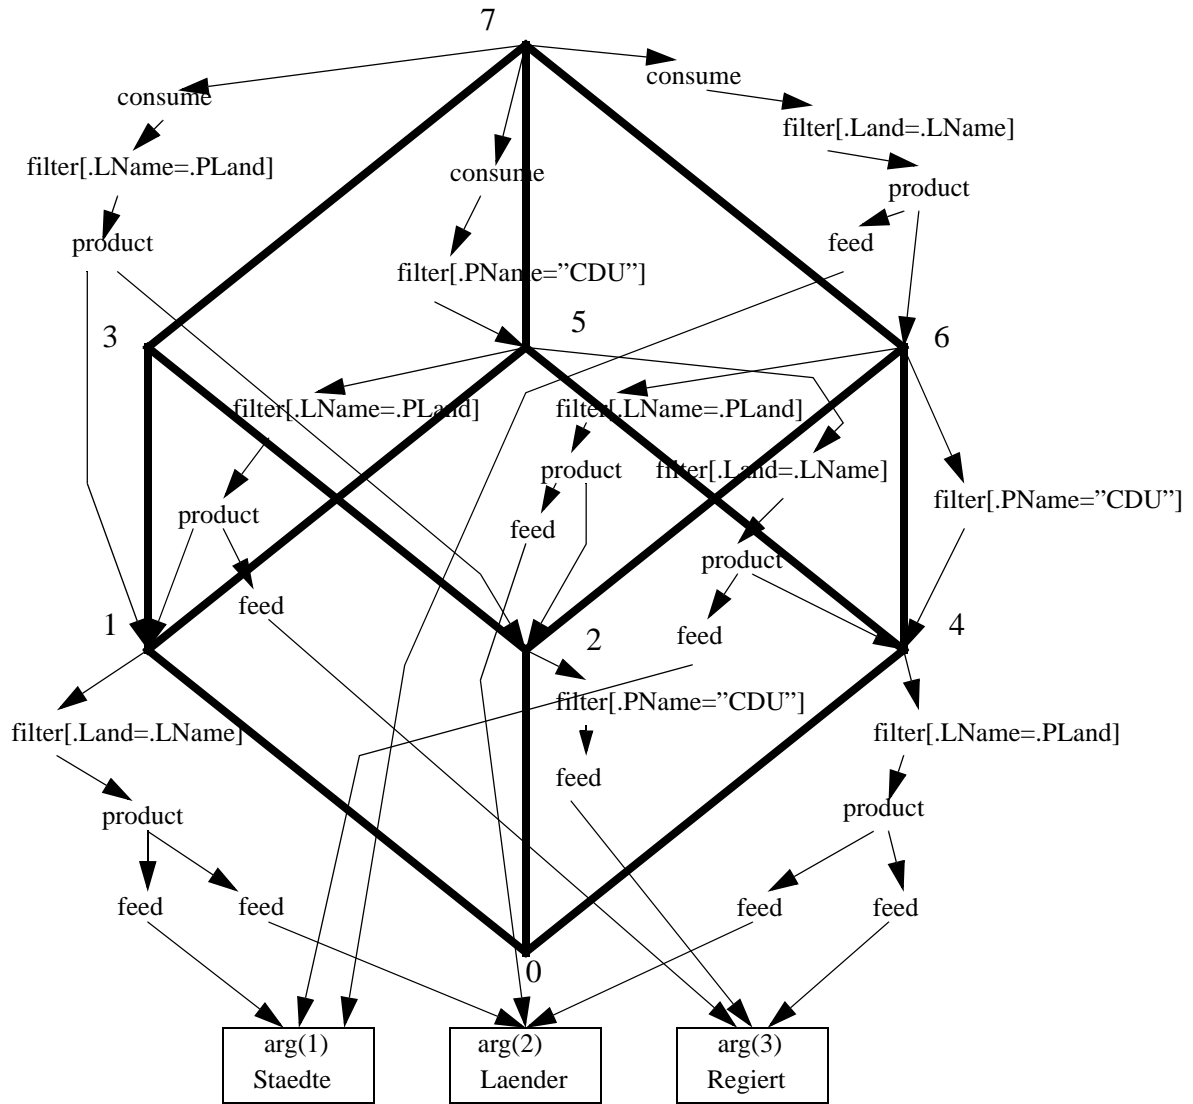 7
consume
consume
filter[.Land=.LName]
filter[.LName=.PLand]
consume
product
product
feed
filter[.PName=”CDU”]
3
5
6
filter[.LName=.PLand]
filter[.LName=.PLand]
product
filter[.Land=.LName]
filter[.PName=”CDU”]
product
feed
product
feed
1
2
4
feed
filter[.PName=”CDU”]
filter[.Land=.LName]
filter[.LName=.PLand]
feed
product
product
feed
feed
feed
feed
0
arg(1)
arg(2)
arg(3)
Staedte
Laender
Regiert